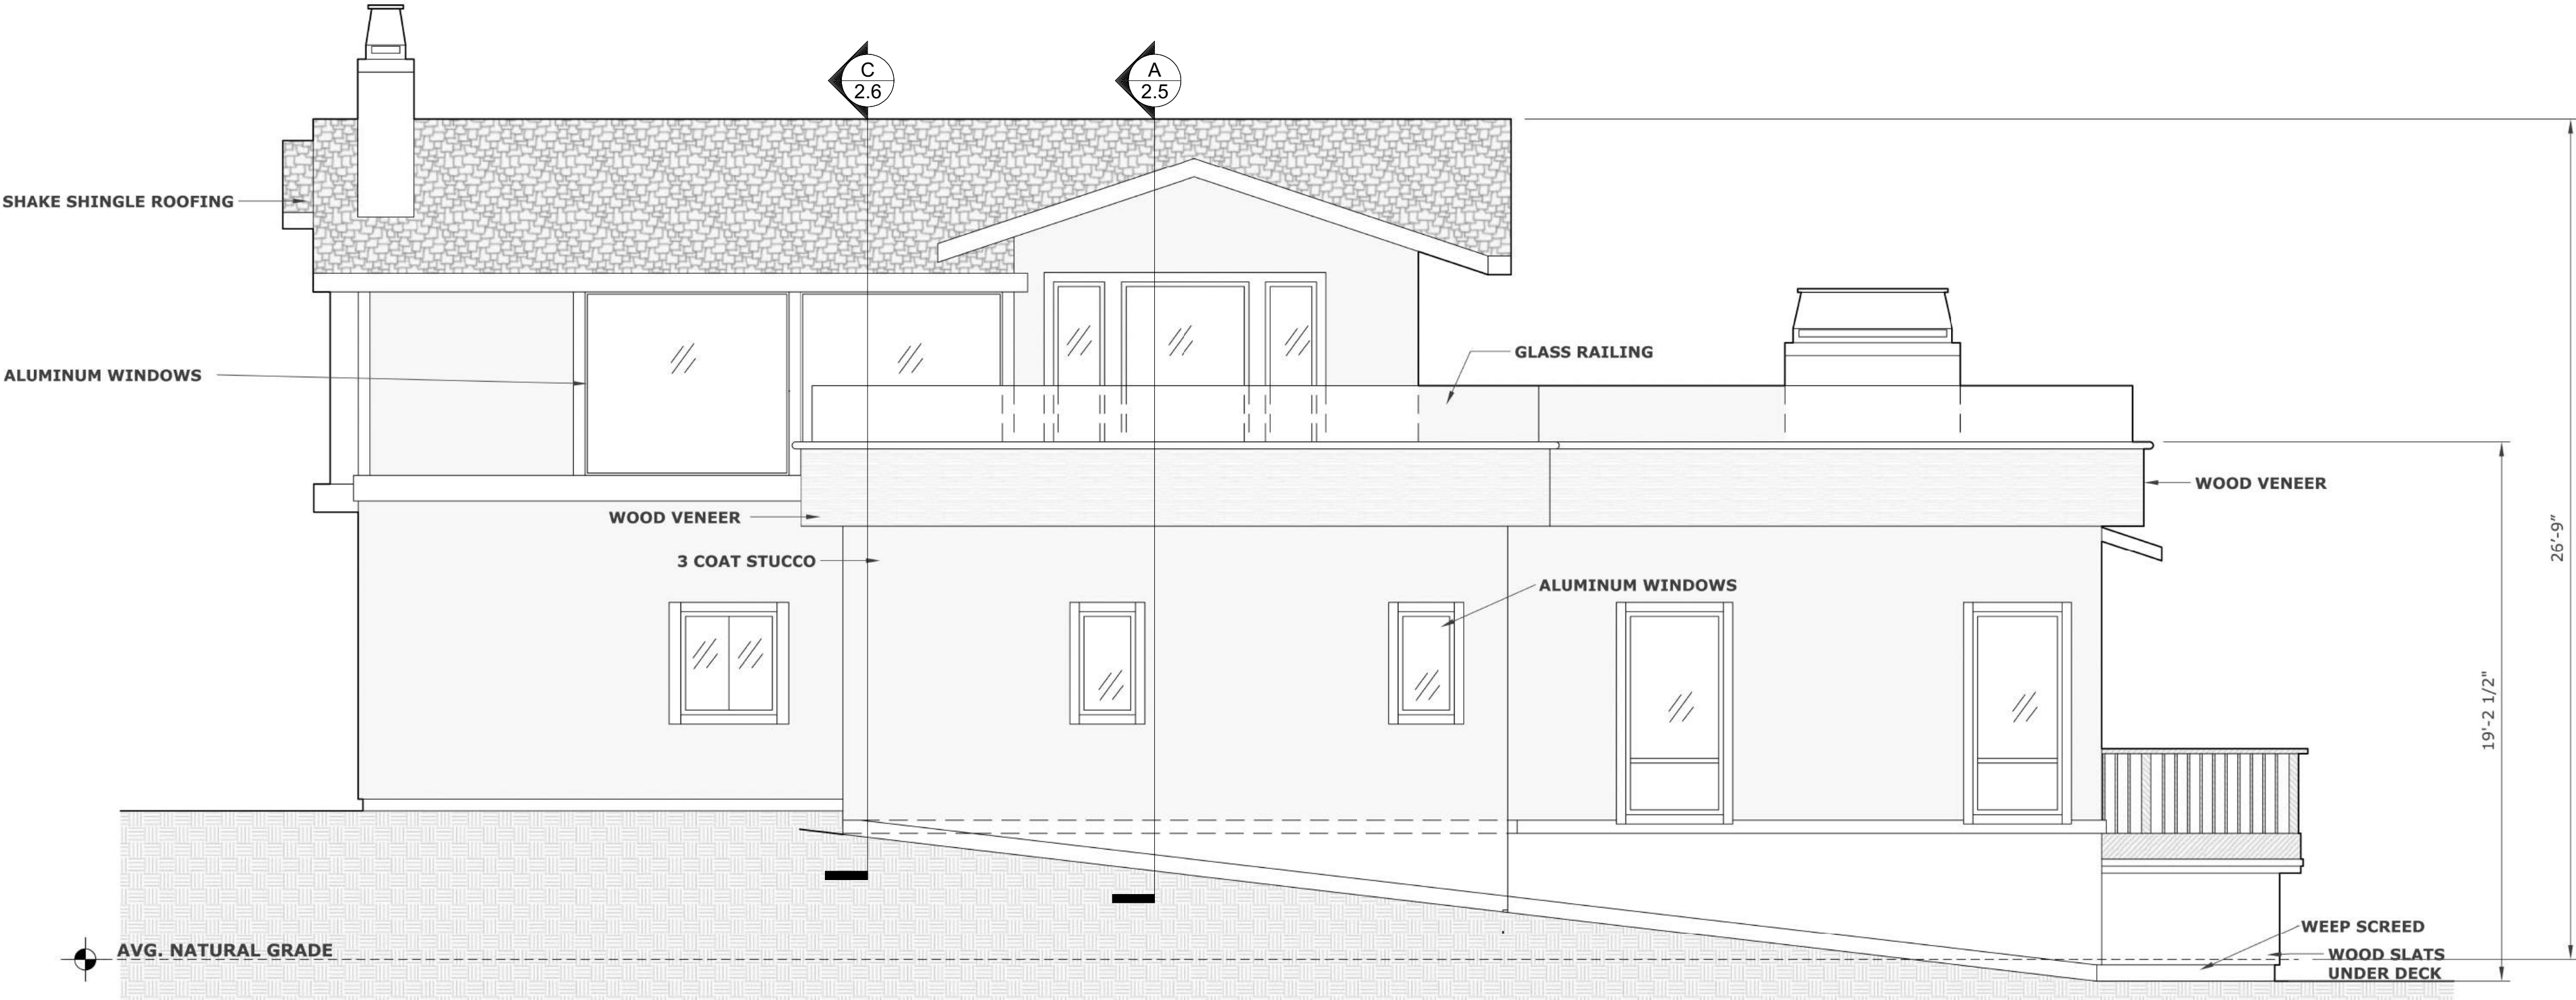 C
2.6
A
2.5
SHAKE SHINGLE ROOFING
ALUMINUM WINDOWS
GLASS RAILING
WOOD VENEER
WOOD VENEER
3 COAT STUCCO
ALUMINUM WINDOWS
26'-9"
19'-2 1/2"
AVG. NATURAL GRADE
WEEP SCREED
WOOD SLATS
UNDER DECK